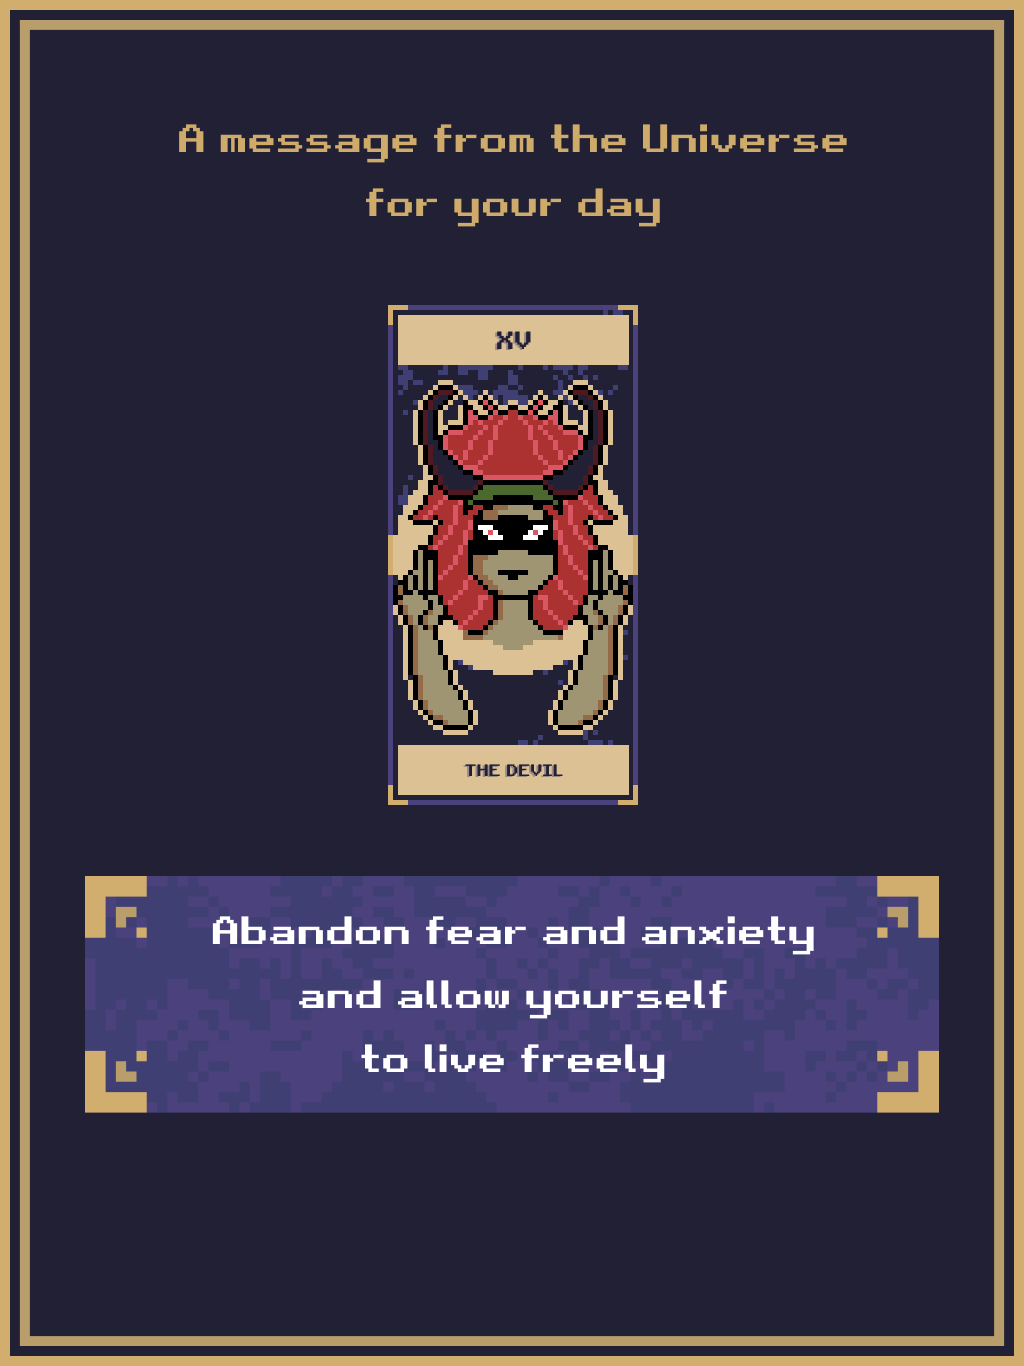 A message from the Universe
for your day
XV
THE DEVIL
Abandon fear and anxiety
and allow yourself
to live freely